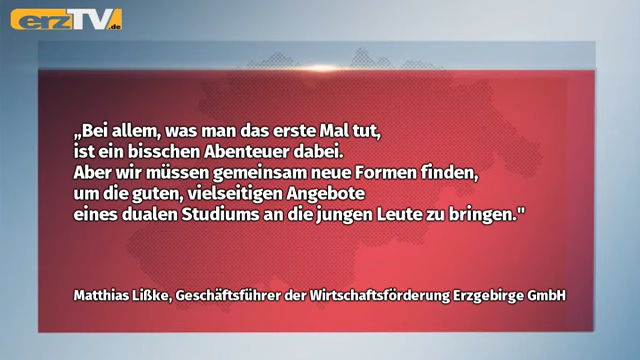 erzTV.de
„Bei allem, was man das erste Mal tut,
ist ein bisschen Abenteuer dabei.
Aber wir müssen gemeinsam neue Formen finden,
um die guten, vielseitigen Angebote
eines dualen Studiums an die jungen Leute zu bringen."
Matthias Lißke, Geschäftsführer der Wirtschaftsförderung Erzgebirge GmbH